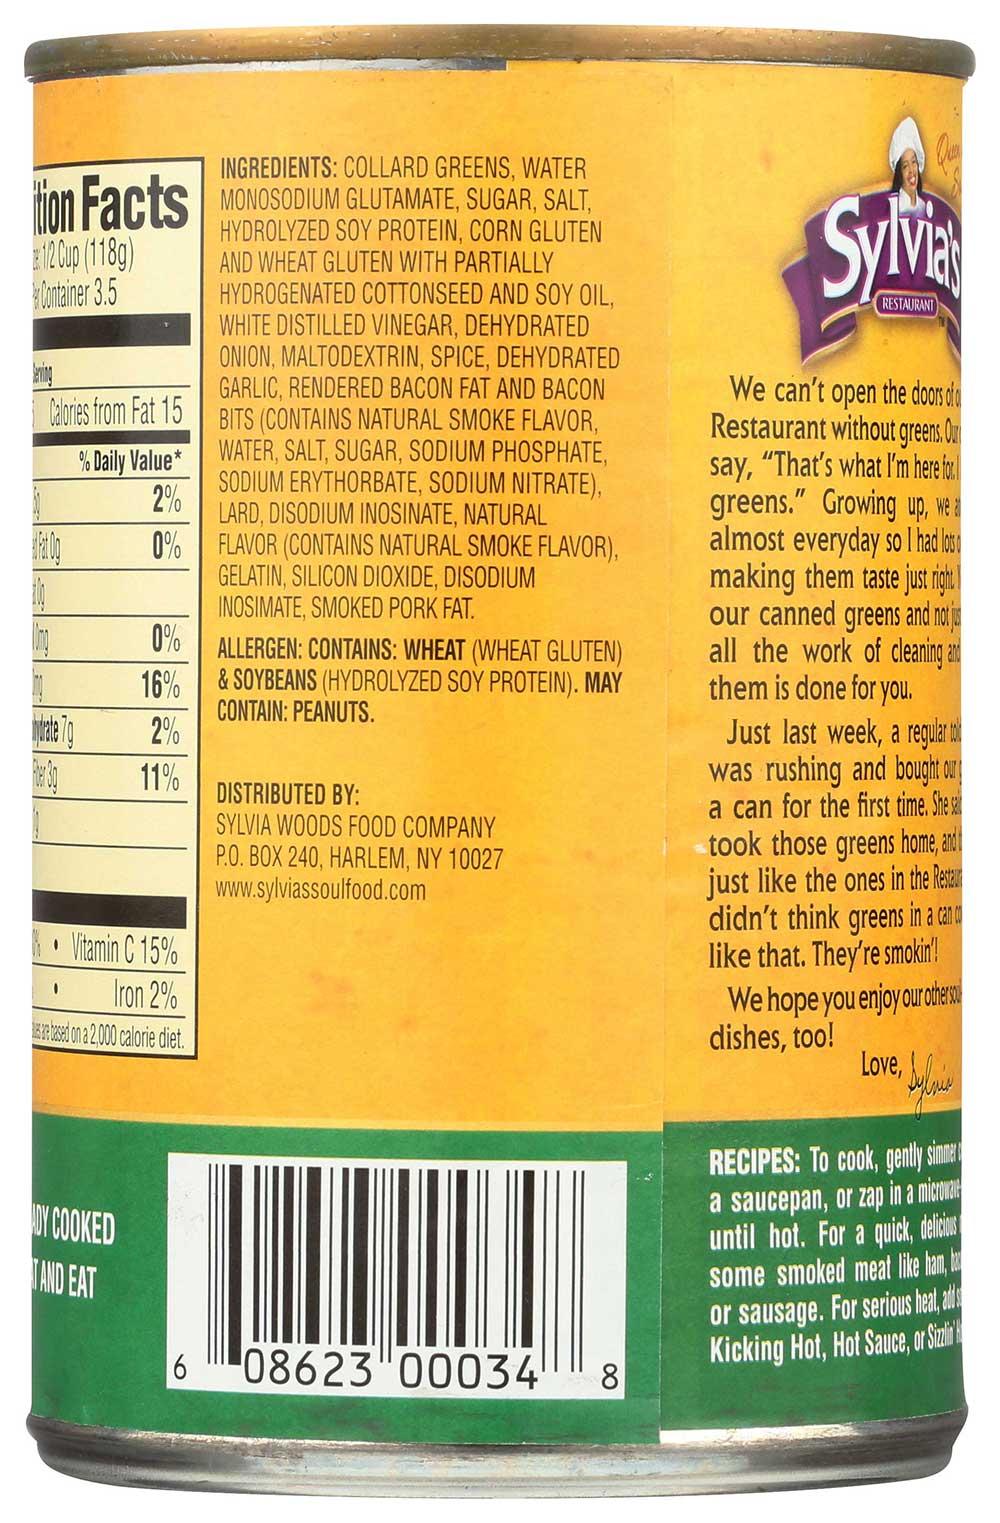 Facts
1/2 Cup (118g)
Container 3.5
Serving
Calories from Fat 15
% Daily Value*
2%
Fat 0g 0%
0g
0%
16%
7g 2%
3g 11%
Vitamin C 15%
• Iron 2%
are based on a 2,000 calorie diet.
COOKED
AND EAT
INGREDIENTS: COLLARD GREENS, WATER
MONOSODIUM GLUTAMATE, SUGAR, SALT,
HYDROLYZED SOY PROTEIN, CORN GLUTEN
AND WHEAT GLUTEN WITH PARTIALLY
HYDROGENATED COTTONSEED AND SOY OIL,
WHITE DISTILLED VINEGAR, DEHYDRATED
ONION, MALTODEXTRIN, SPICE, DEHYDRATED
GARLIC, RENDERED BACON FAT AND BACON
BITS (CONTAINS NATURAL SMOKE FLAVOR,
WATER, SALT, SUGAR, SODIUM PHOSPHATE,
SODIUM ERYTHORBATE, SODIUM NITRATE),
LARD, DISODIUM INOSINATE, NATURAL
FLAVOR (CONTAINS NATURAL SMOKE FLAVOR),
GELATIN, SILICON DIOXIDE, DISODIUM
INOSIMATE, SMOKED PORK FAT.
ALLERGEN: CONTAINS: WHEAT (WHEAT GLUTEN)
& SOYBEANS (HYDROLYZED SOY PROTEIN). MAY
CONTAIN: PEANUTS.
DISTRIBUTED BY:
SYLVIA WOODS FOOD COMPANY
P.O. BOX 240, HARLEM, NY 10027
www.sylviassoulfood.com
6 08623 00034 8
Queen
Sylvia's
RESTAURANT
TM
We can't open the doors of
Restaurant without greens. Our
say, "That's what I'm here for. I
greens." Growing up, we
almost everyday so I had lots
making them taste just right.
our canned greens and not just
all the work of cleaning and
them is done for you.
Just last week, a regular told
was rushing and bought our
a can for the first time. She said
took those greens home, and
just like the ones in the
didn't think greens in a can
like that. They're smokin'!
We hope you enjoy our other
dishes, too!
Love, Sylvia
RECIPES: To cook, gently simmer
a saucepan, or zap in a microwave
until hot. For a quick, delicious
some smoked meat like ham,
or sausage. For serious heat, add
Kicking Hot, Hot Sauce, or Sizzlin'